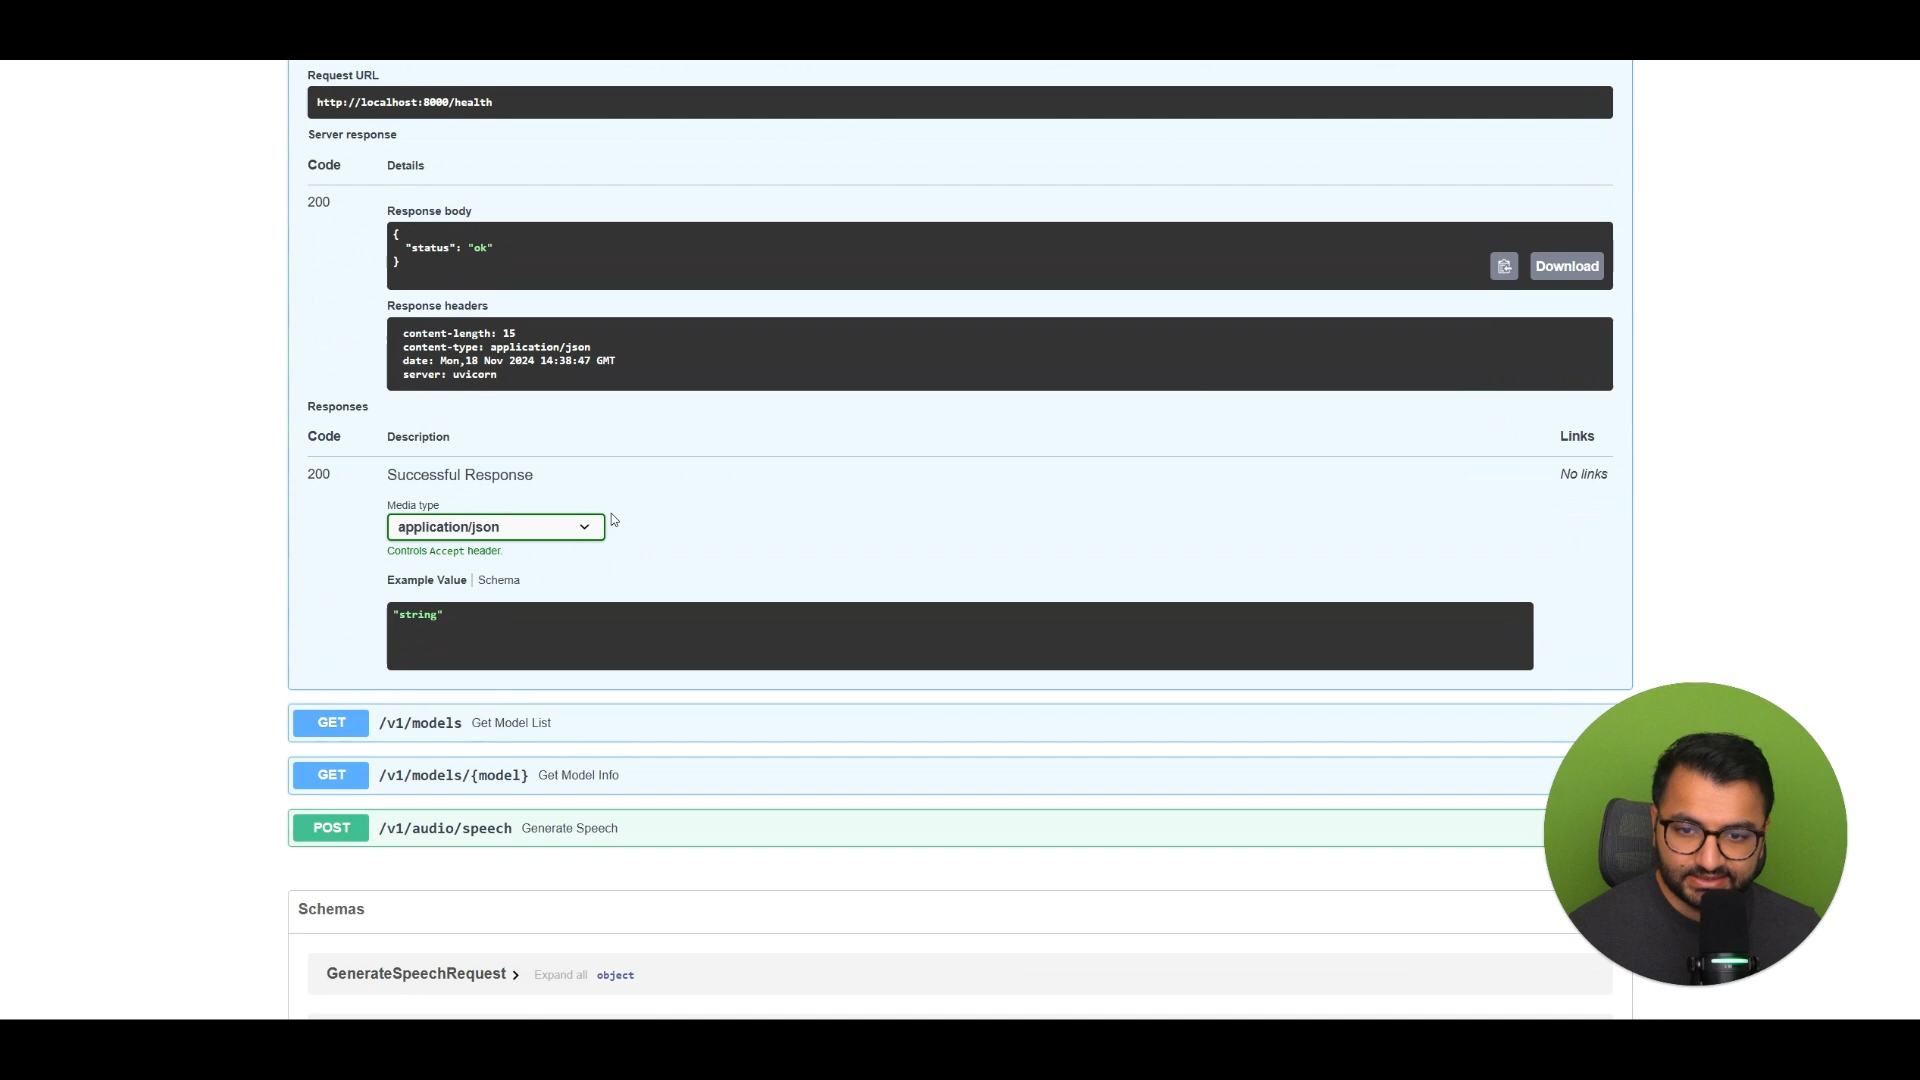 Request URL
http://localhost:8000/health
Server response
Code Details
200
Response body
{
"status": "ok"
}
Download
Response headers
content-length: 15
content-type: application/json
date: Mon,18 Nov 2024 14:38:47 GMT
server: uvicorn
Responses
Code Description Links
200 Successful Response No links
Media type
application/json
Controls Accept header.
Example Value Schema
"string"
GET /v1/models Get Model List
GET /v1/models/{model} Get Model Info
POST /v1/audio/speech Generate Speech
Schemas
GenerateSpeechRequest Expand all object